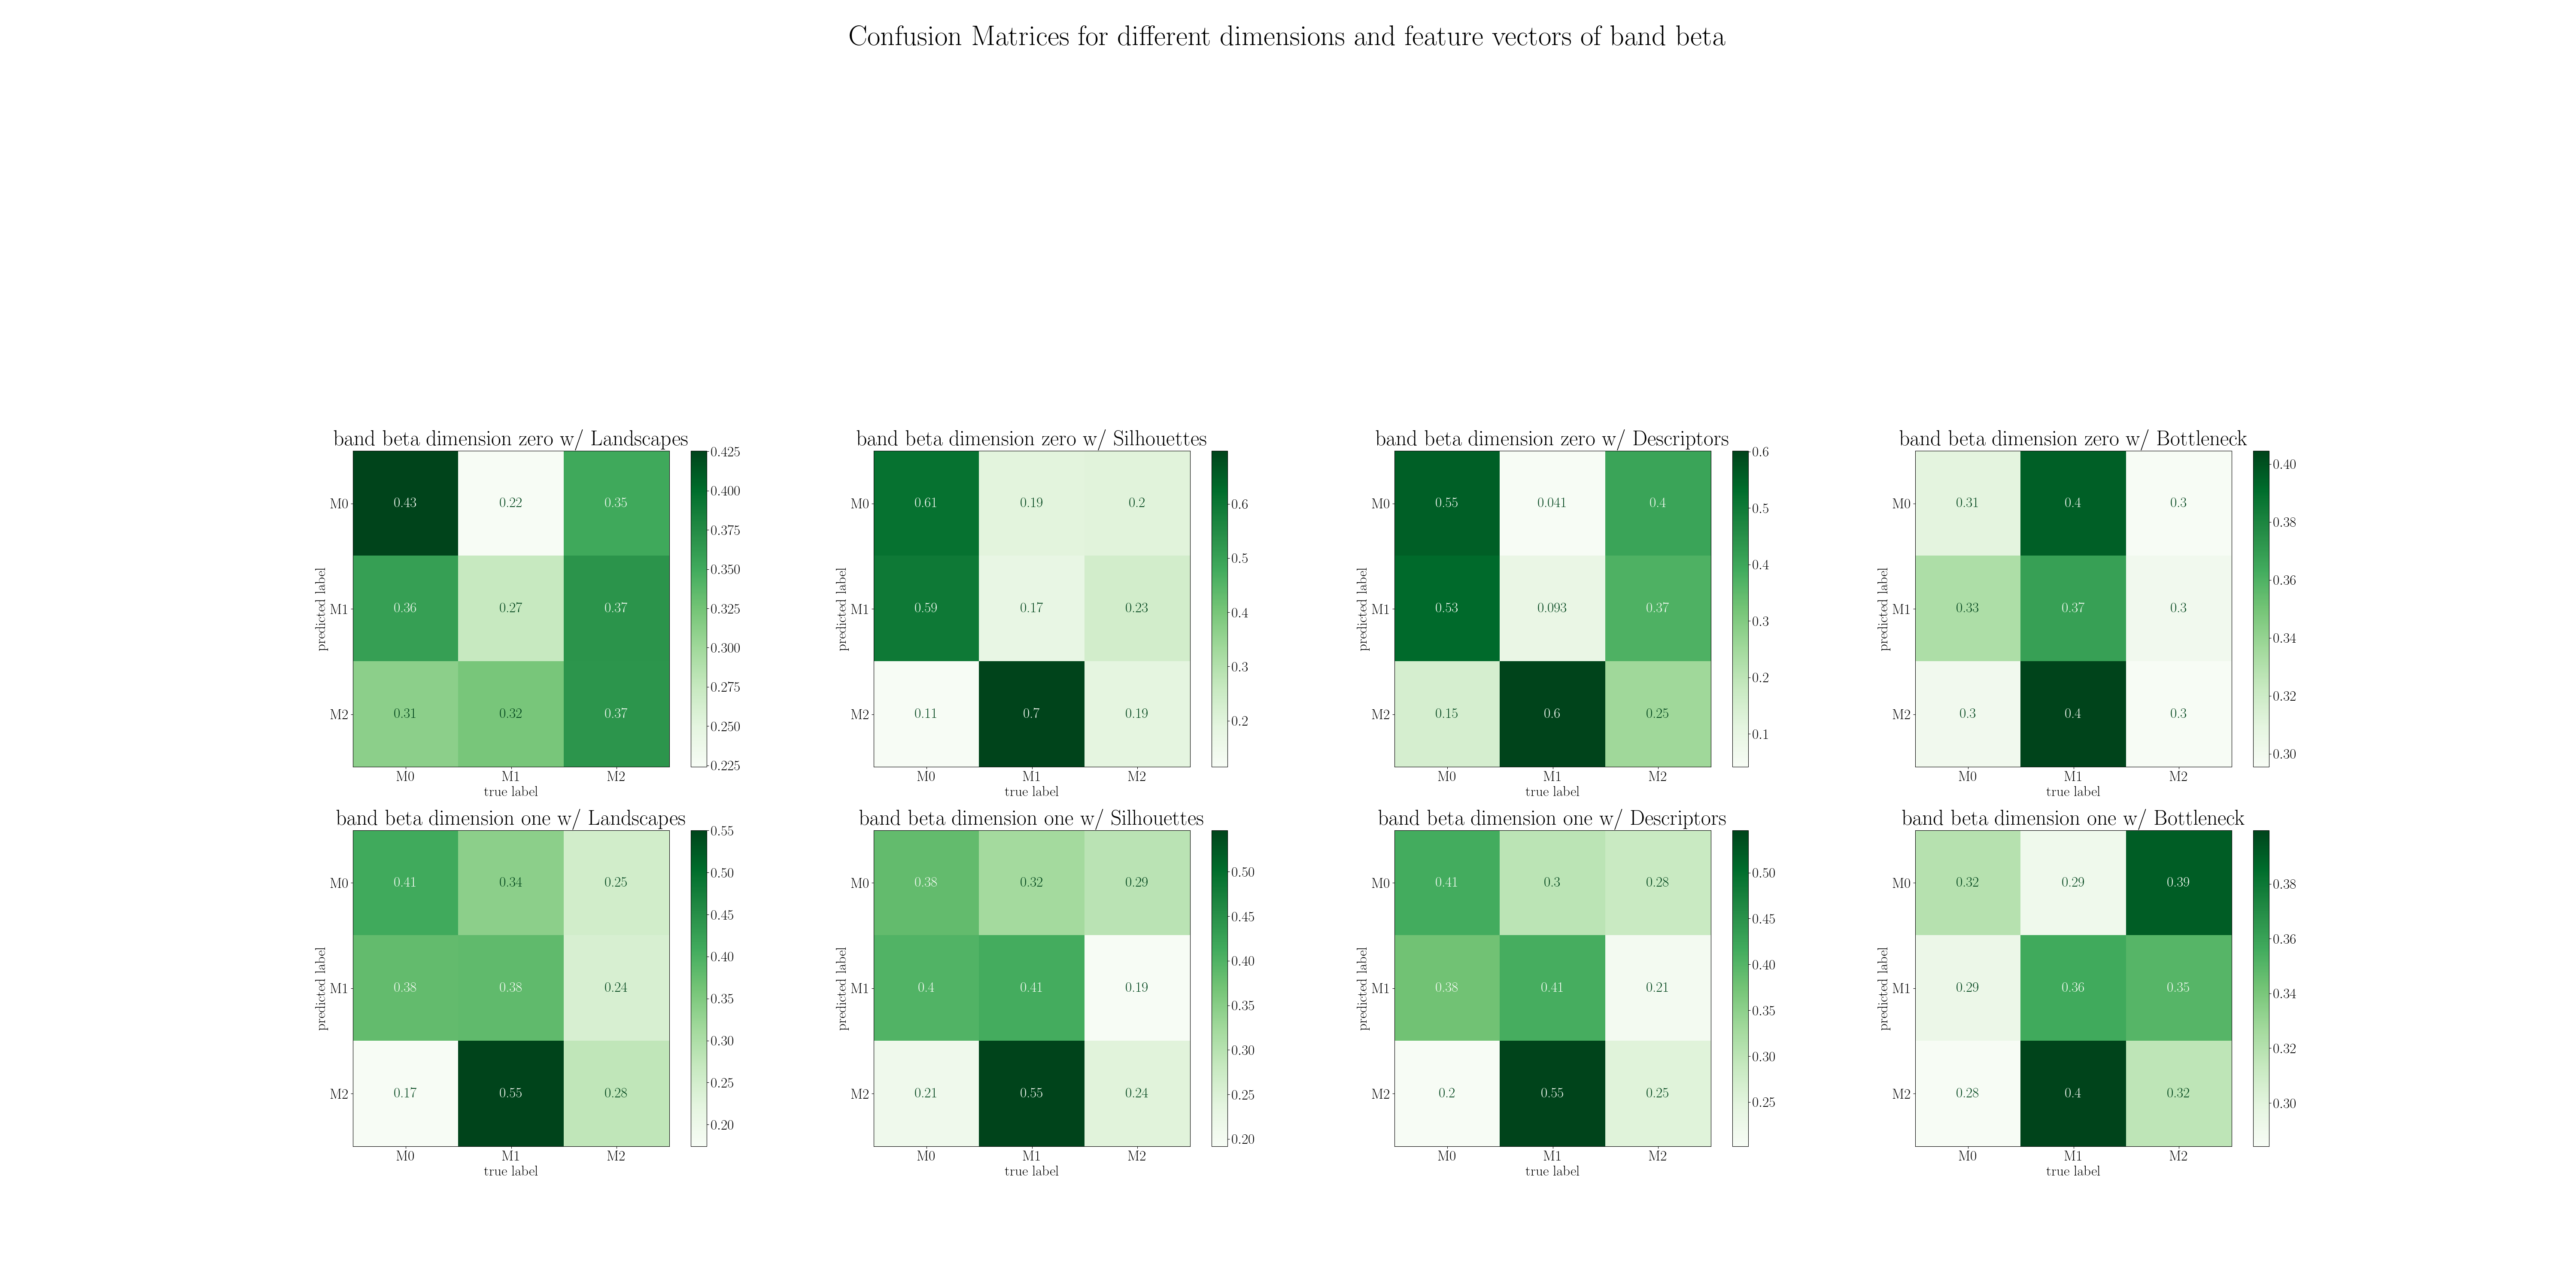 Confusion Matrices for different dimensions and feature vectors of band beta
band beta dimension zero w/ Landscapes
M0
M1
M2
predicted label
0.43 0.22 0.35
0.36 0.27 0.37
0.31 0.32 0.37
M0 M1 M2
true label
0.425
0.400
0.375
0.350
0.325
0.300
0.275
0.250
0.225
band beta dimension zero w/ Silhouettes
M0
M1
M2
predicted label
0.61 0.19 0.2
0.59 0.17 0.23
0.11 0.7 0.19
M0 M1 M2
true label
0.6
0.5
0.4
0.3
0.2
band beta dimension zero w/ Descriptors
M0
M1
M2
predicted label
0.55 0.041 0.4
0.53 0.093 0.37
0.15 0.6 0.25
M0 M1 M2
true label
0.6
0.5
0.4
0.3
0.2
0.1
band beta dimension zero w/ Bottleneck
M0
M1
M2
predicted label
0.31 0.4 0.3
0.33 0.37 0.3
0.3 0.4 0.3
M0 M1 M2
true label
0.40
0.38
0.36
0.34
0.32
0.30
band beta dimension one w/ Landscapes
M0
M1
M2
predicted label
0.41 0.34 0.25
0.38 0.38 0.24
0.17 0.55 0.28
M0 M1 M2
true label
0.55
0.50
0.45
0.40
0.35
0.30
0.25
0.20
band beta dimension one w/ Silhouettes
M0
M1
M2
predicted label
0.38 0.32 0.29
0.4 0.41 0.19
0.21 0.55 0.24
M0 M1 M2
true label
0.50
0.45
0.40
0.35
0.30
0.25
0.20
band beta dimension one w/ Descriptors
M0
M1
M2
predicted label
0.41 0.3 0.28
0.38 0.41 0.21
0.2 0.55 0.25
M0 M1 M2
true label
0.50
0.45
0.40
0.35
0.30
0.25
band beta dimension one w/ Bottleneck
M0
M1
M2
predicted label
0.32 0.29 0.39
0.29 0.36 0.35
0.28 0.4 0.32
M0 M1 M2
true label
0.38
0.36
0.34
0.32
0.30